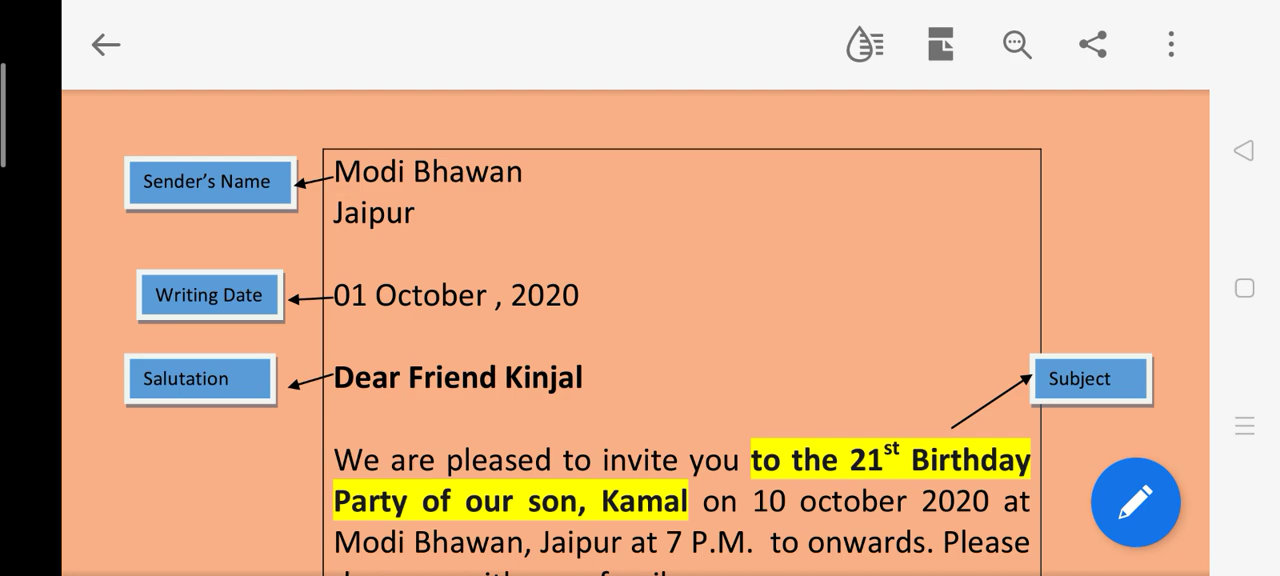 Sender's Name
Modi Bhawan
Jaipur
Writing Date
01 October , 2020
Salutation
Dear Friend Kinjal
Subject
We are pleased to invite you to the 21st Birthday
Party of our son, Kamal on 10 october 2020 at
Modi Bhawan, Jaipur at 7 P.M.  to onwards. Please